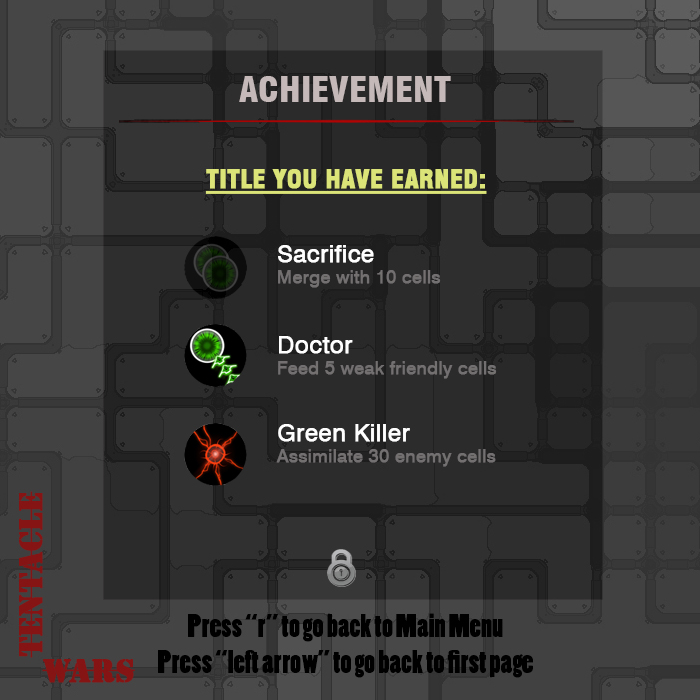 ACHIEVEMENT
TITLE YOU HAVE EARNED:
Sacrifice
Merge with 10 cells
Doctor
Feed 5 weak friendly cells
Green Killer
Assimilate 30 enemy cells
TENTACLE
WARS
Press “r” to go back to Main Menu
Press “left arrow” to go back to first page